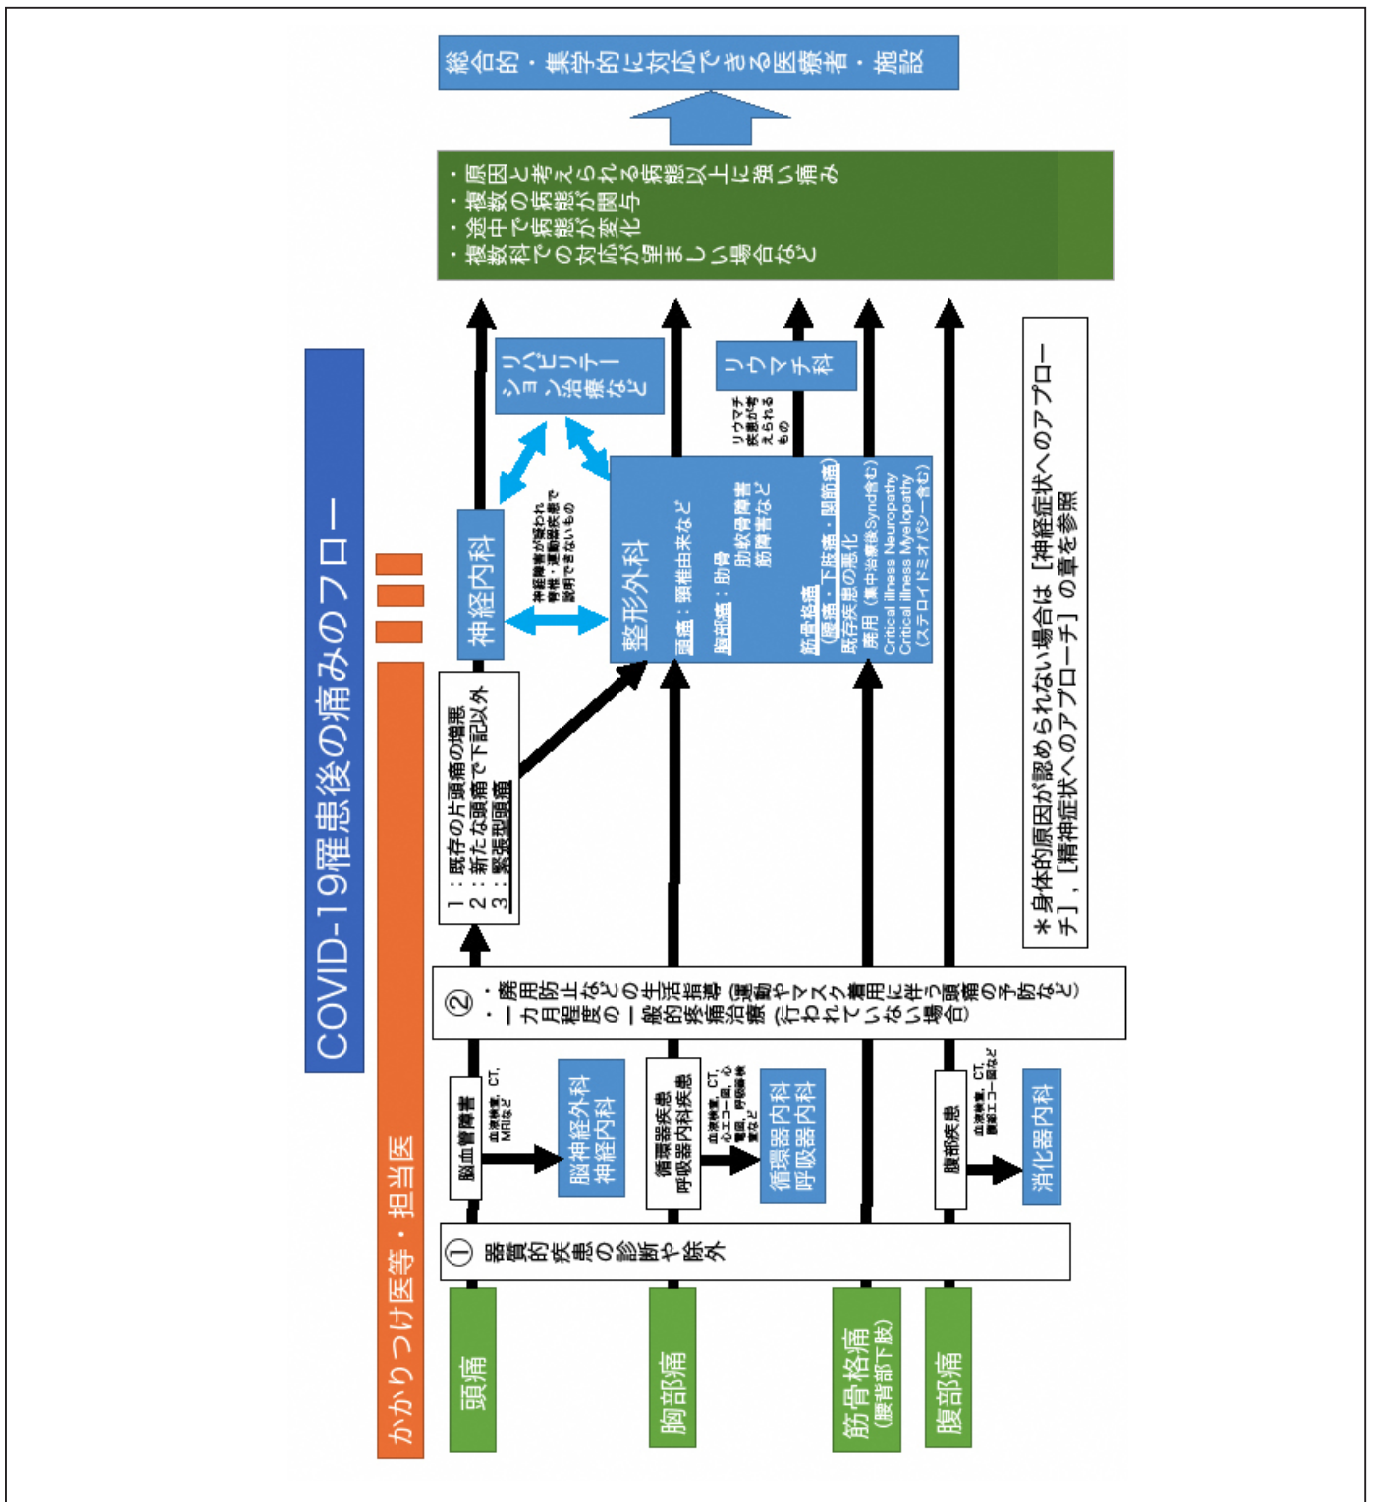 COVID-19罹患後の痛みのフロー
かかりつけ医等・担当医
頭痛
胸部痛
筋骨格痛
（腰背部下肢）
腹部痛
①
器質的疾患の診断や除外
脳血管障害
血液検査, CT,
MRIなど
脳神経外科
神経内科
循環器疾患
呼吸器内科疾患
血液検査, CT,
心エコー図, 心
電図, 呼吸器検
査など
循環器内科
呼吸器内科
腹部疾患
血液検査, CT,
腹部エコー図など
消化器内科
②
・廃用防止などの生活指導（運動やマスク着用に伴う頭痛の予防など）
・一カ月程度の一般的疼痛治療（行われていない場合）
1：既存の片頭痛の増悪
2：新たな頭痛で下記以外
3：緊張型頭痛
神経内科
神経障害が疑われ
脊椎・運動器疾患で
説明できないもの
リハビリテー
ション治療など
整形外科
頭痛：頸椎由来など
胸部痛：肋骨
肋軟骨障害
筋障害など
筋骨格痛
（腰痛・下肢痛・関節痛）
既存疾患の悪化
廃用（集中治療後Synd含む）
Critical illness Neuropathy
Critical illness Myelopathy
（ステロイドミオパシー含む）
リウマチ
疾患が考
えられる
もの
リウマチ科
・原因と考えられる病態以上に強い痛み
・複数の病態が関与
・途中で病態が変化
・複数科での対応が望ましい場合など
総合的・集学的に対応できる医療者・施設
＊身体的原因が認められない場合は［神経症状へのアプロー
チ］,［精神症状へのアプローチ］の章を参照